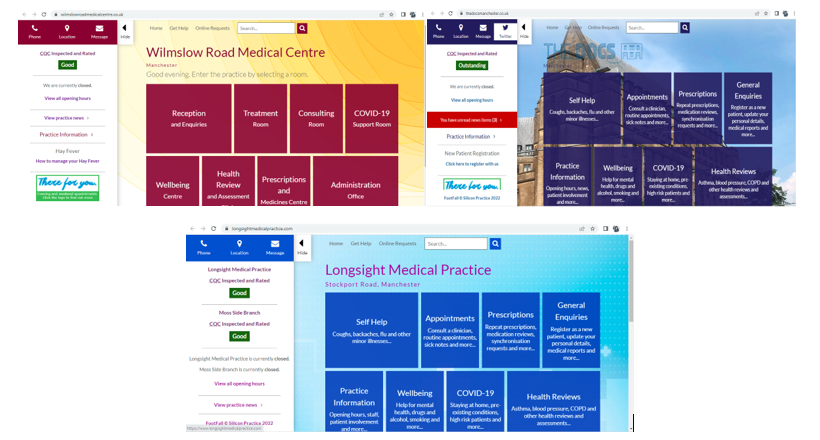 wilmslowroadmedicalcentre.co.uk
Phone Location Message Hide
Home Get Help Online Requests Search...
CQC Inspected and Rated
Good
We are currently closed.
View all opening hours
View practice news >
Practice Information >
Hay Fever
How to manage your Hay Fever
There for you.
Wilmslow Road Medical Centre
Manchester
Good evening. Enter the practice by selecting a room.
Reception
and Enquiries
Treatment
Room
Consulting
Room
COVID-19
Support Room
Wellbeing
Centre
Health
Review
and Assessment
Prescriptions
and
Medicines Centre
Administration
Office
thedocsmanchester.co.uk
Phone Location Message Twitter Hide
Home Get Help Online Requests Search...
CQC Inspected and Rated
Outstanding
We are currently closed.
View all opening hours
You have unread news items (3) >
Practice Information >
New Patient Registration
Click here to register with us
There for you.
FootFall © Silicon Practice 2022
THE DOCS
Self Help
Coughs, backaches, flu and other
minor illnesses...
Appointments
Consult a clinician,
routine appointments,
sick notes and more...
Prescriptions
Repeat prescriptions,
medication reviews,
synchronisation
requests and more...
General
Enquiries
Register as a new
patient, update your
personal details,
medical reports and
more...
Practice
Information
Opening hours, news,
patient involvement
and more...
Wellbeing
Help for mental
health, drugs and
alcohol, smoking and
more...
COVID-19
Staying at home, pre-
existing conditions,
high risk patients and
more...
Health Reviews
Asthma, blood pressure, COPD and
other health reviews and
assessments...
longsightmedicalpractice.com
Phone Location Message Hide
Home Get Help Online Requests Search...
Longsight Medical Practice
CQC Inspected and Rated
Good
Moss Side Branch
CQC Inspected and Rated
Good
Longsight Medical Practice is currently closed.
Moss Side Branch is currently closed.
View all opening hours
View practice news >
FootFall © Silicon Practice 2022
https://www.longsightmedicalpractice.com
Longsight Medical Practice
Stockport Road, Manchester
Self Help
Coughs, backaches, flu and other
minor illnesses...
Appointments
Consult a clinician,
routine appointments,
sick notes and more...
Prescriptions
Repeat prescriptions,
medication reviews,
synchronisation
requests and more...
General
Enquiries
Register as a new
patient, update your
personal details,
medical reports and
more...
Practice
Information
Opening hours, staff,
patient involvement
and more...
Wellbeing
Help for mental
health, drugs and
alcohol, smoking and
more...
COVID-19
Staying at home, pre-
existing conditions,
high risk patients and
more...
Health Reviews
Asthma, blood pressure, COPD and
other health reviews and
assessments...